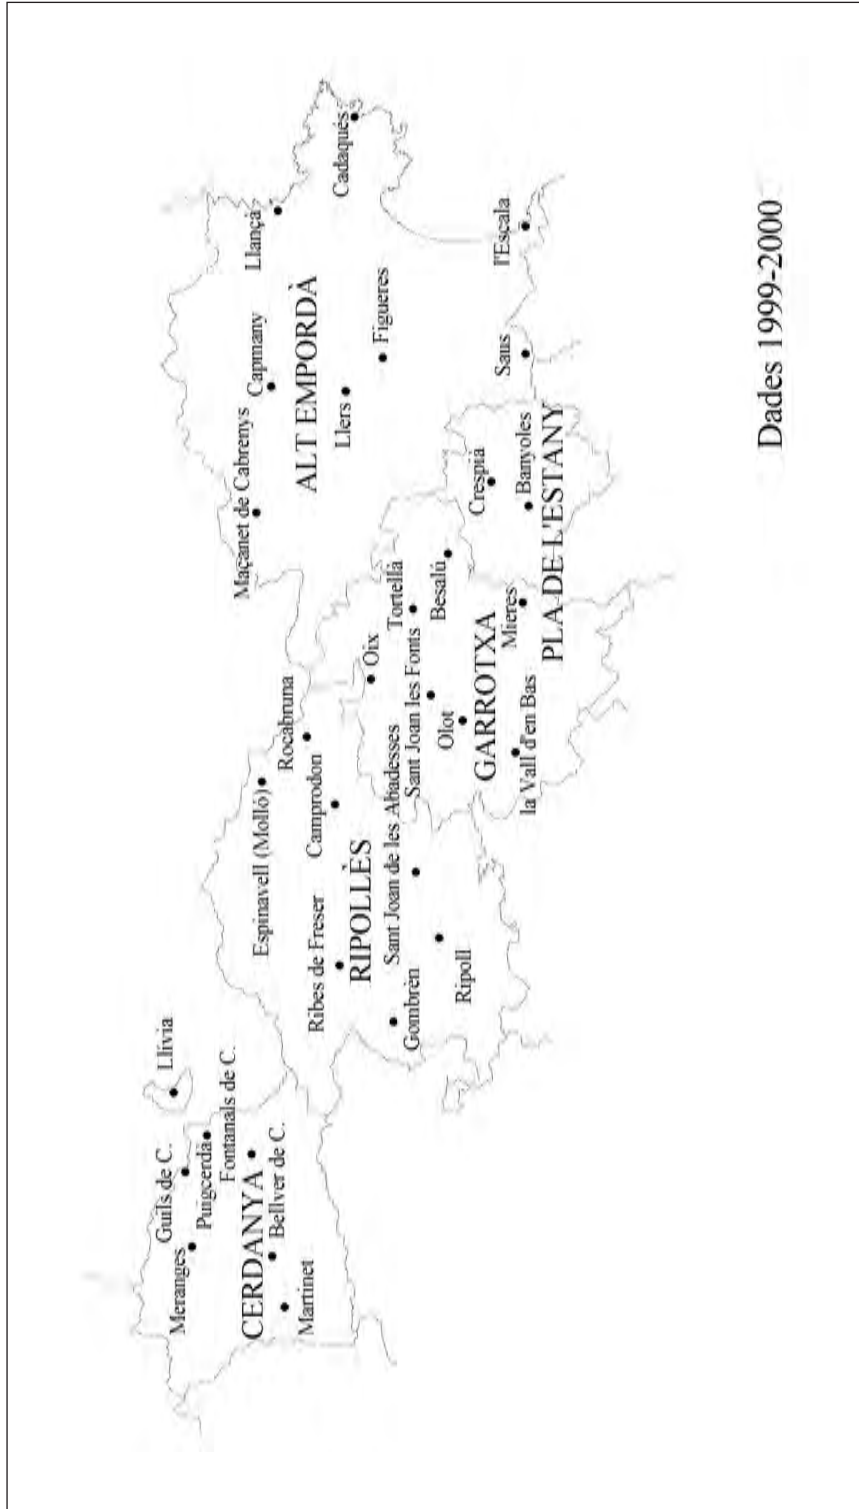 Llívia
Guils de C.
Meranges
Puigcerdà
Fontanals de C.
CERDANYA
Bellver de C.
Martinet
Espinavell (Molló)
Rocabruna
Camprodon
Ribes de Freser
RIPOLLÈS
Sant Joan de les Abadesses
Gombrèn
Ripoll
Maçanet de Cabrenys
Capmany
Llançà
Cadaqués
ALT EMPORDÀ
Llers
Figueres
l'Escala
Saus
Oix
Tortellà
Sant Joan les Fonts
Besalú
Olot
GARROTXA
Mieres
la Vall d'en Bas
Crespià
Banyoles
PLA DE L'ESTANY
Dades 1999-2000